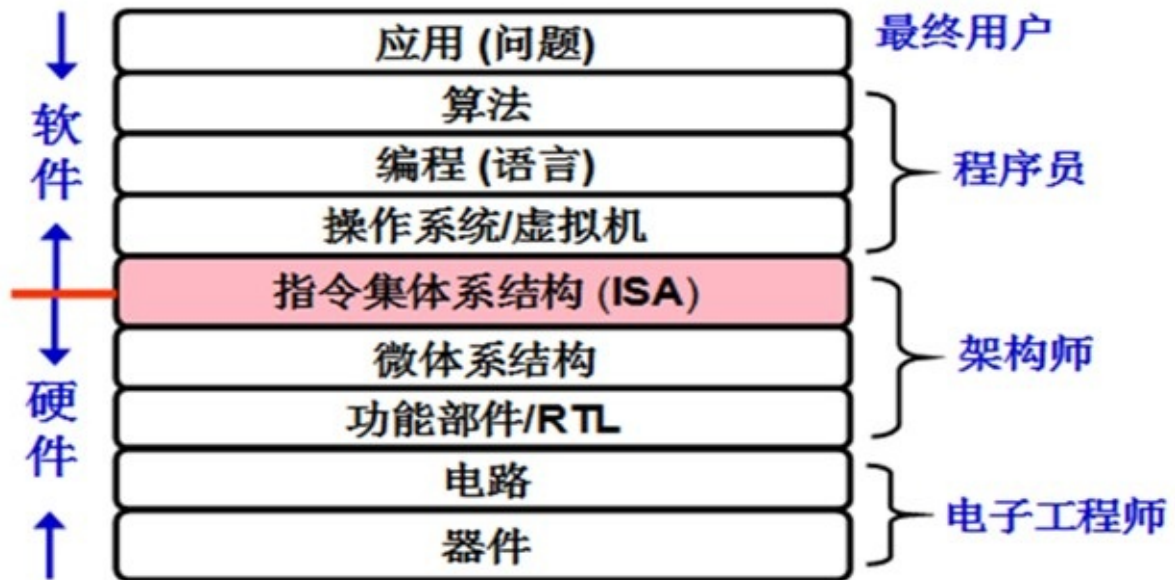 应用 (问题)
最终用户
算法
编程 (语言)
操作系统/虚拟机
程序员
软件
指令集体系结构 (ISA)
微体系结构
功能部件/RTL
架构师
硬件
电路
器件
电子工程师